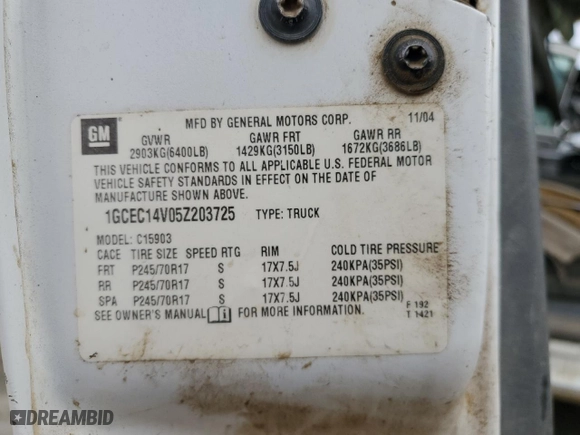 GM
MFD BY GENERAL MOTORS CORP. 11/04
GVWR GAWR FRT GAWR RR
2903KG(6400LB) 1429KG(3150LB) 1672KG(3686LB)
THIS VEHICLE CONFORMS TO ALL APPLICABLE U.S. FEDERAL MOTOR
VEHICLE SAFETY STANDARDS IN EFFECT ON THE DATE OF
MANUFACTURE SHOWN ABOVE.
1GCEC14V05Z203725 TYPE: TRUCK
MODEL: C15903
CACE TIRE SIZE SPEED RTG RIM COLD TIRE PRESSURE
FRT P245/70R17 S 17X7.5J 240KPA(35PSI)
RR P245/70R17 S 17X7.5J 240KPA(35PSI)
SPA P245/70R17 S 17X7.5J 240KPA(35PSI)
SEE OWNER'S MANUAL FOR MORE INFORMATION.
F 192
T 1421
DREAMBID